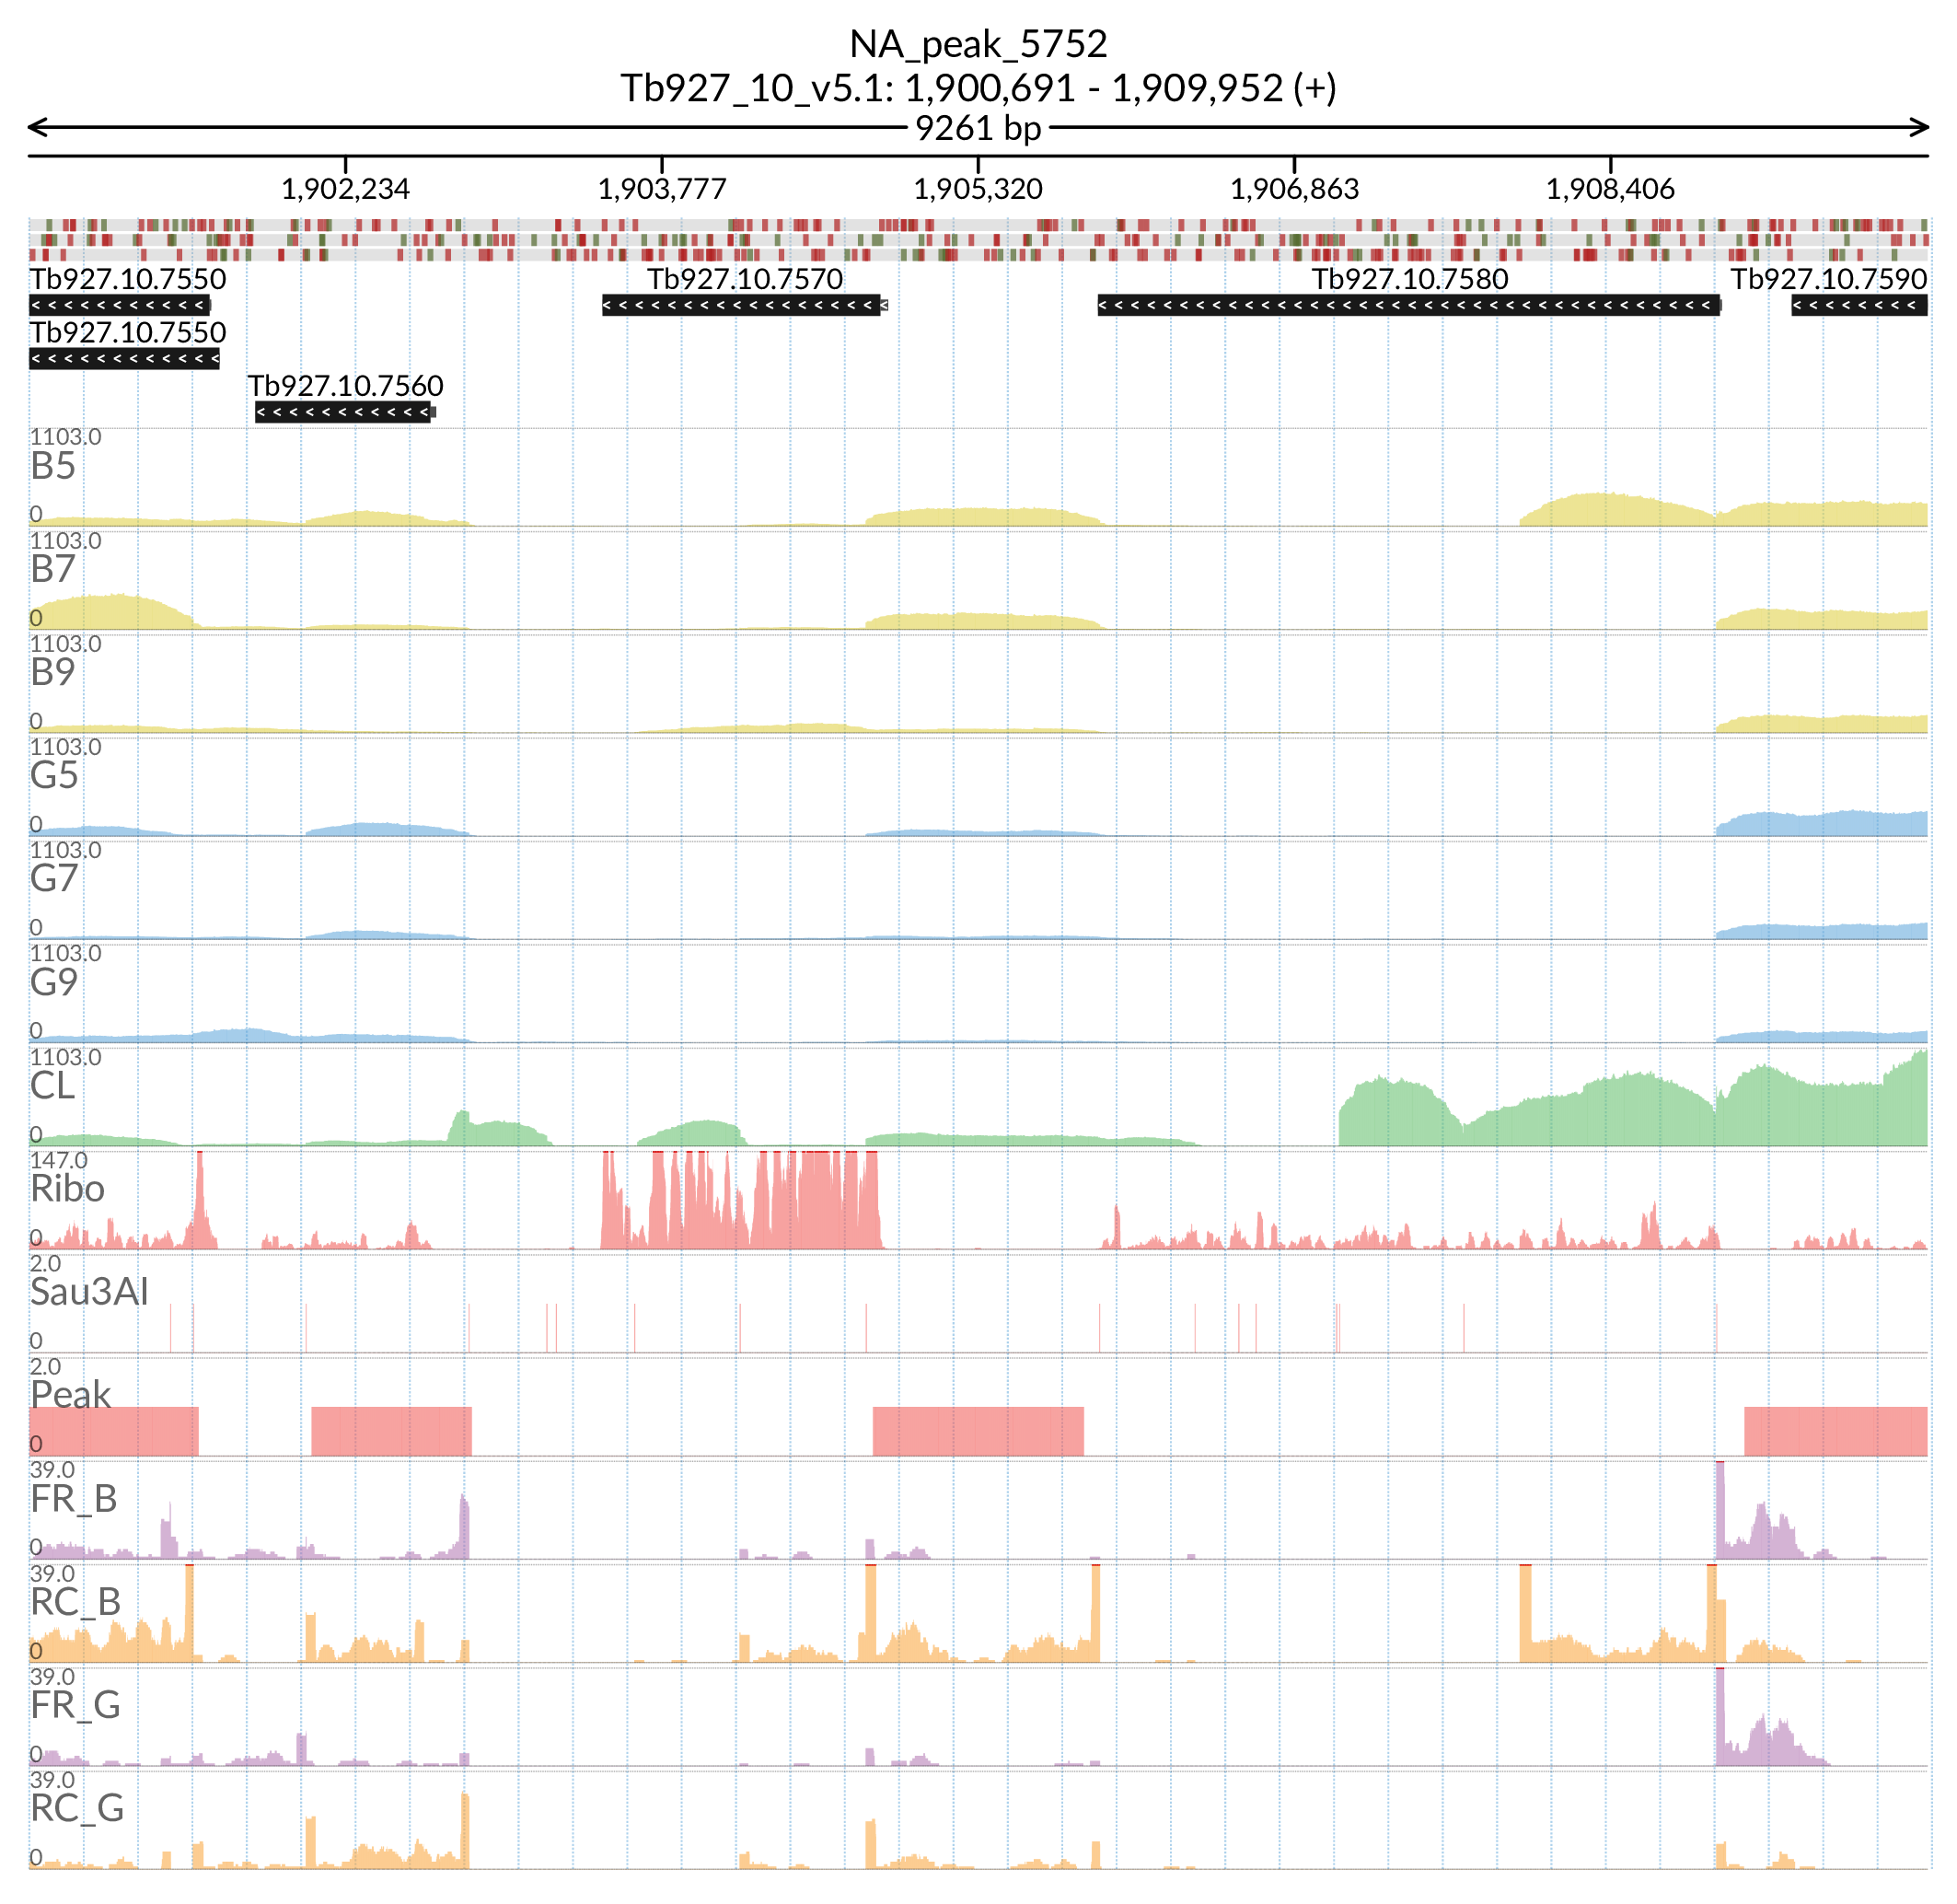 NA_peak_5752
Tb927_10_v5.1: 1,900,691 - 1,909,952 (+)
9261 bp
1,902,234 1,903,777 1,905,320 1,906,863 1,908,406
Tb927.10.7550 Tb927.10.7570 Tb927.10.7580 Tb927.10.7590
Tb927.10.7550
Tb927.10.7560
1103.0
B5
0
1103.0
B7
0
1103.0
B9
0
1103.0
G5
0
1103.0
G7
0
1103.0
G9
0
1103.0
CL
0
147.0
Ribo
0
2.0
Sau3AI
0
2.0
Peak
0
39.0
FR_B
0
39.0
RC_B
0
39.0
FR_G
0
39.0
RC_G
0